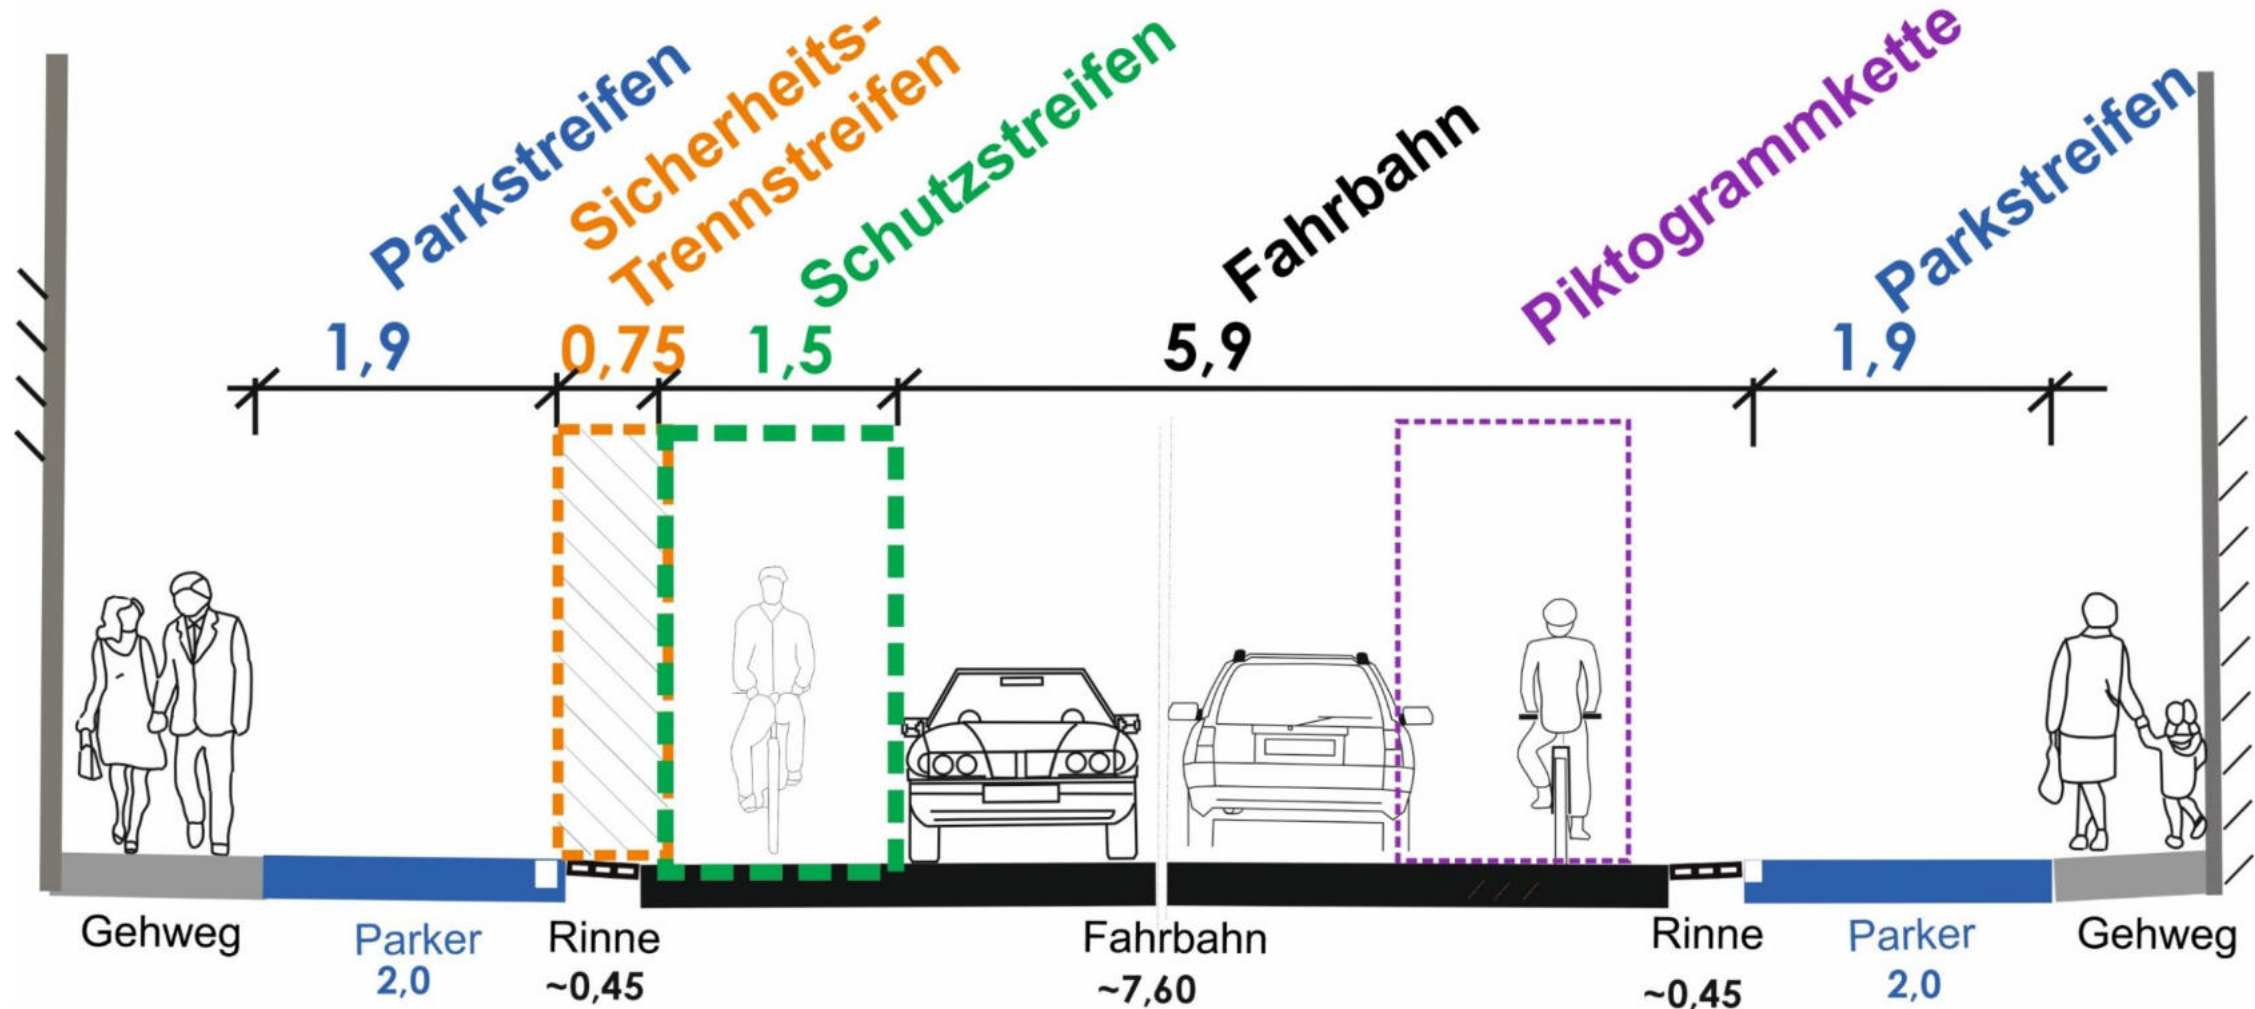 Parkstreifen
Sicherheits-
Trennstreifen
Schutzstreifen
Fahrbahn
Piktogrammkette
Parkstreifen
1,9
0,75
1,5
5,9
1,9
Gehweg
Parker
2,0
Rinne
~0,45
Fahrbahn
~7,60
Rinne
~0,45
Parker
2,0
Gehweg